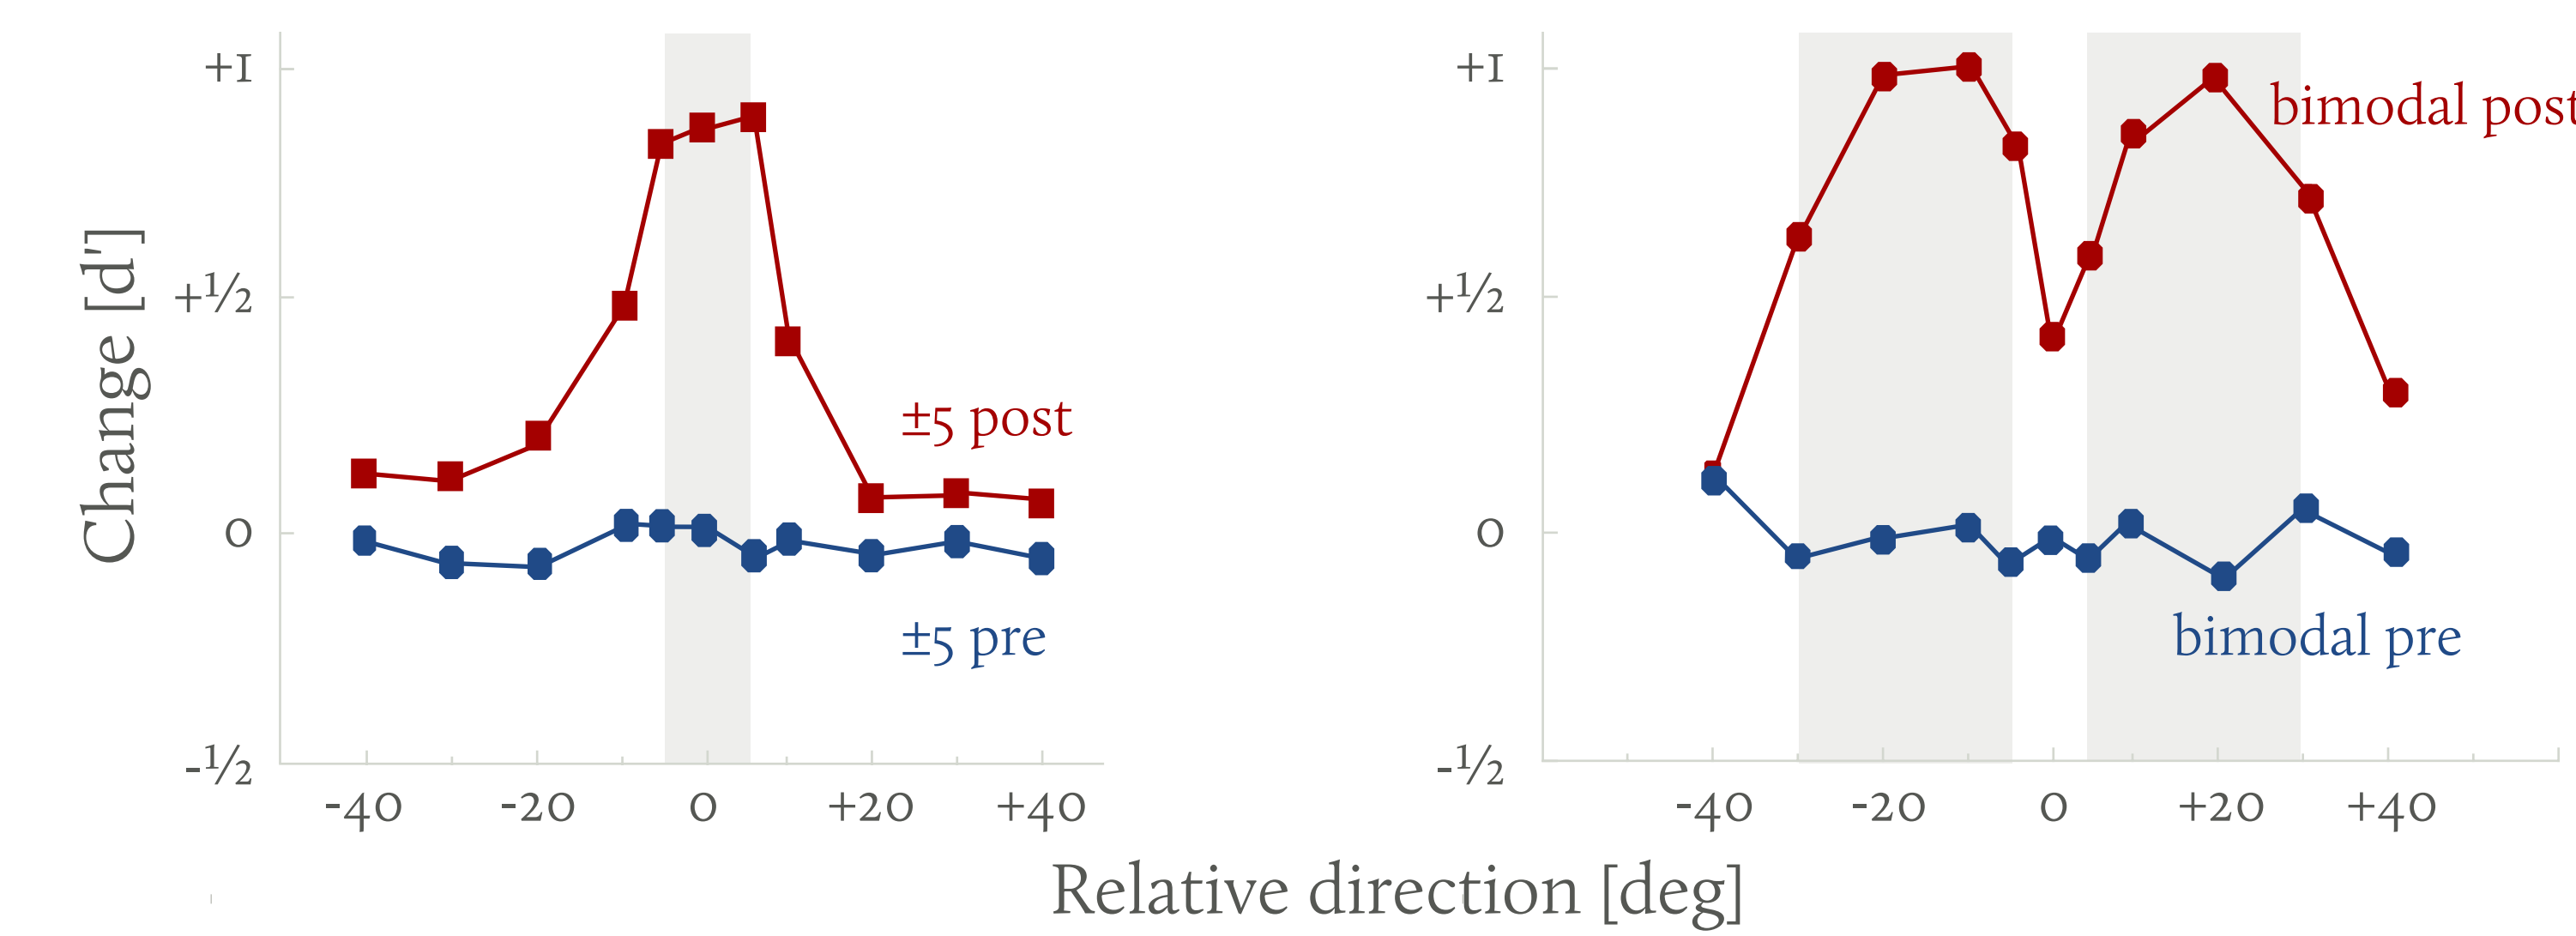 Change [d']
+1
+½
0
-½
-40 -20 0 +20 +40
±5 post
±5 pre
+1
+½
0
-½
-40 -20 0 +20 +40
bimodal post
bimodal pre
Relative direction [deg]